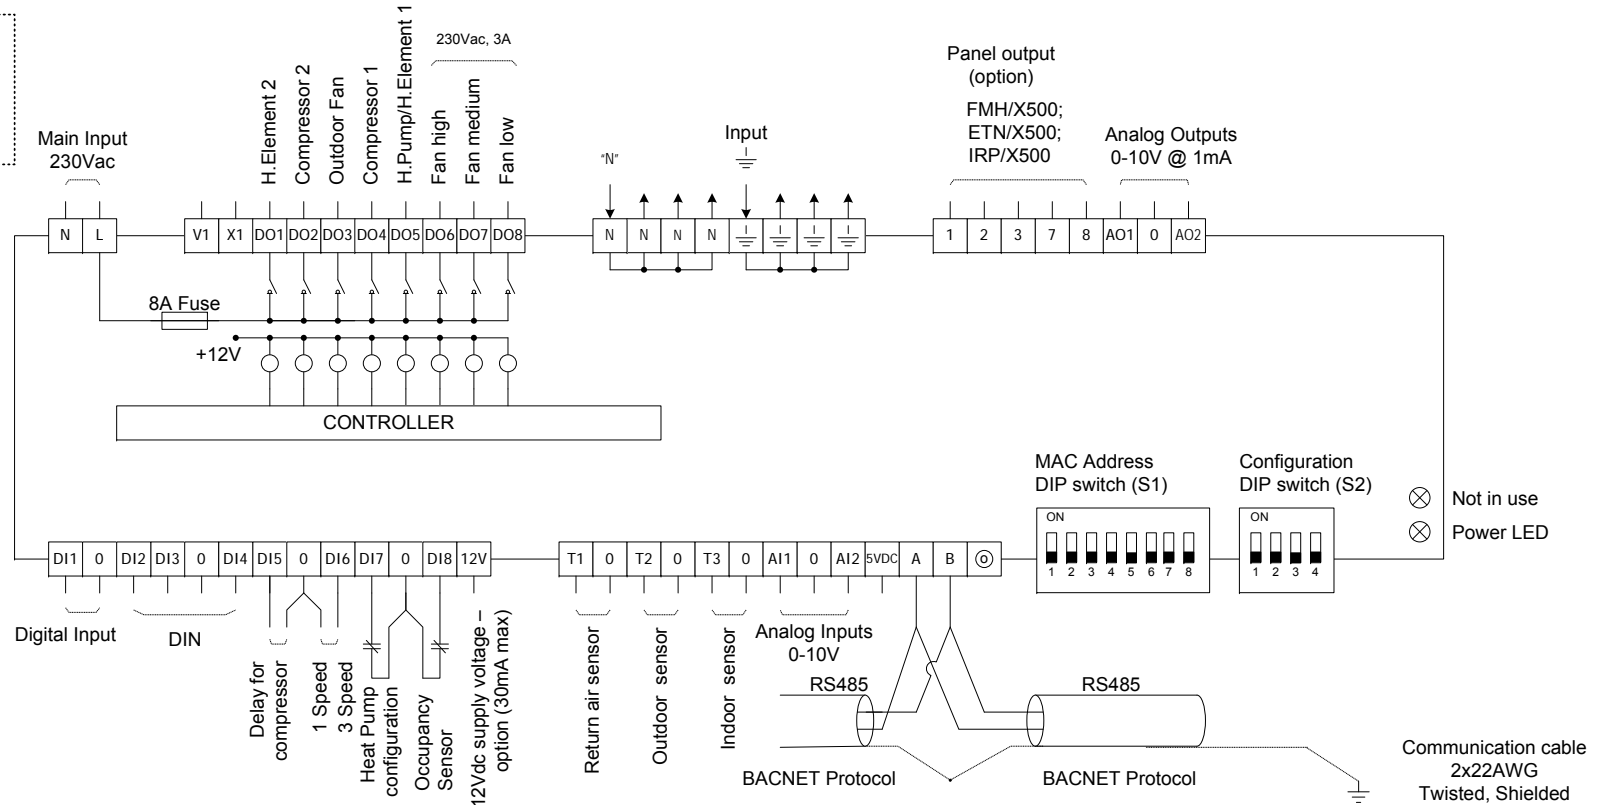 230Vac, 3A
H.Element 2
Compressor 2
Outdoor Fan
Compressor 1
H.Pump/H.Element 1
Fan high
Fan medium
Fan low
Main Input
230Vac
"N"
Input
Panel output
(option)
FMH/X500;
ETN/X500;
IRP/X500
Analog Outputs
0-10V @ 1mA
N L
V1 X1 DO1 DO2 DO3 DO4 DO5 DO6 DO7 DO8
N N N N
1 2 3 7 8 AO1 0 AO2
8A Fuse
+12V
CONTROLLER
MAC Address
DIP switch (S1)
ON
1 2 3 4 5 6 7 8
Configuration
DIP switch (S2)
ON
1 2 3 4
Not in use
Power LED
DI1 0 DI2 DI3 0 DI4 DI5 0 DI6 DI7 0 DI8 12V
T1 0 T2 0 T3 0 AI1 0 AI2 5VDC A B
Digital Input
DIN
Delay for
compressor
1 Speed
3 Speed
Heat Pump
configuration
Occupancy
Sensor
12Vdc supply voltage –
option (30mA max)
Return air sensor
Outdoor sensor
Indoor sensor
Analog Inputs
0-10V
RS485
RS485
BACNET Protocol
BACNET Protocol
Communication cable
2x22AWG
Twisted, Shielded